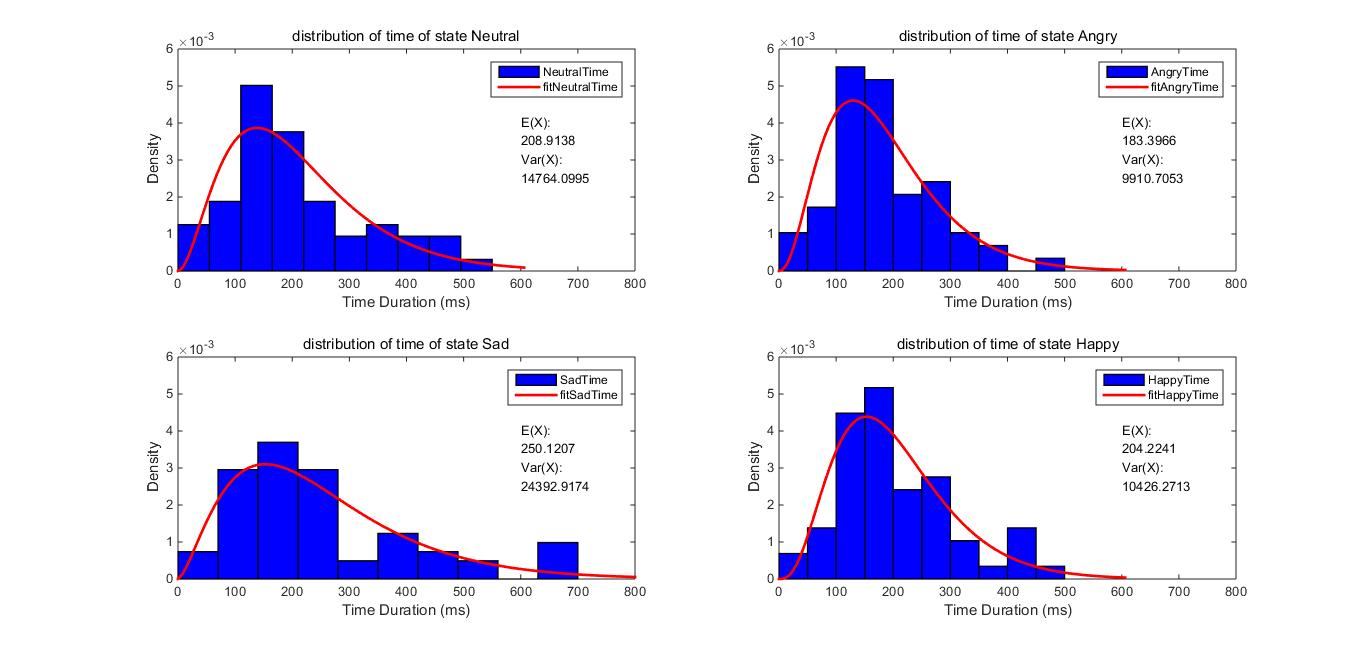 distribution of time of state Neutral
×10-3
6
5
4
3
2
1
0
Density
NeutralTime
fitNeutralTime
E(X):
208.9138
Var(X):
14764.0995
0 100 200 300 400 500 600 700 800
Time Duration (ms)
distribution of time of state Angry
×10-3
6
5
4
3
2
1
0
Density
AngryTime
fitAngryTime
E(X):
183.3966
Var(X):
9910.7053
0 100 200 300 400 500 600 700 800
Time Duration (ms)
distribution of time of state Sad
×10-3
6
5
4
3
2
1
0
Density
SadTime
fitSadTime
E(X):
250.1207
Var(X):
24392.9174
0 100 200 300 400 500 600 700 800
Time Duration (ms)
distribution of time of state Happy
×10-3
6
5
4
3
2
1
0
Density
HappyTime
fitHappyTime
E(X):
204.2241
Var(X):
10426.2713
0 100 200 300 400 500 600 700 800
Time Duration (ms)